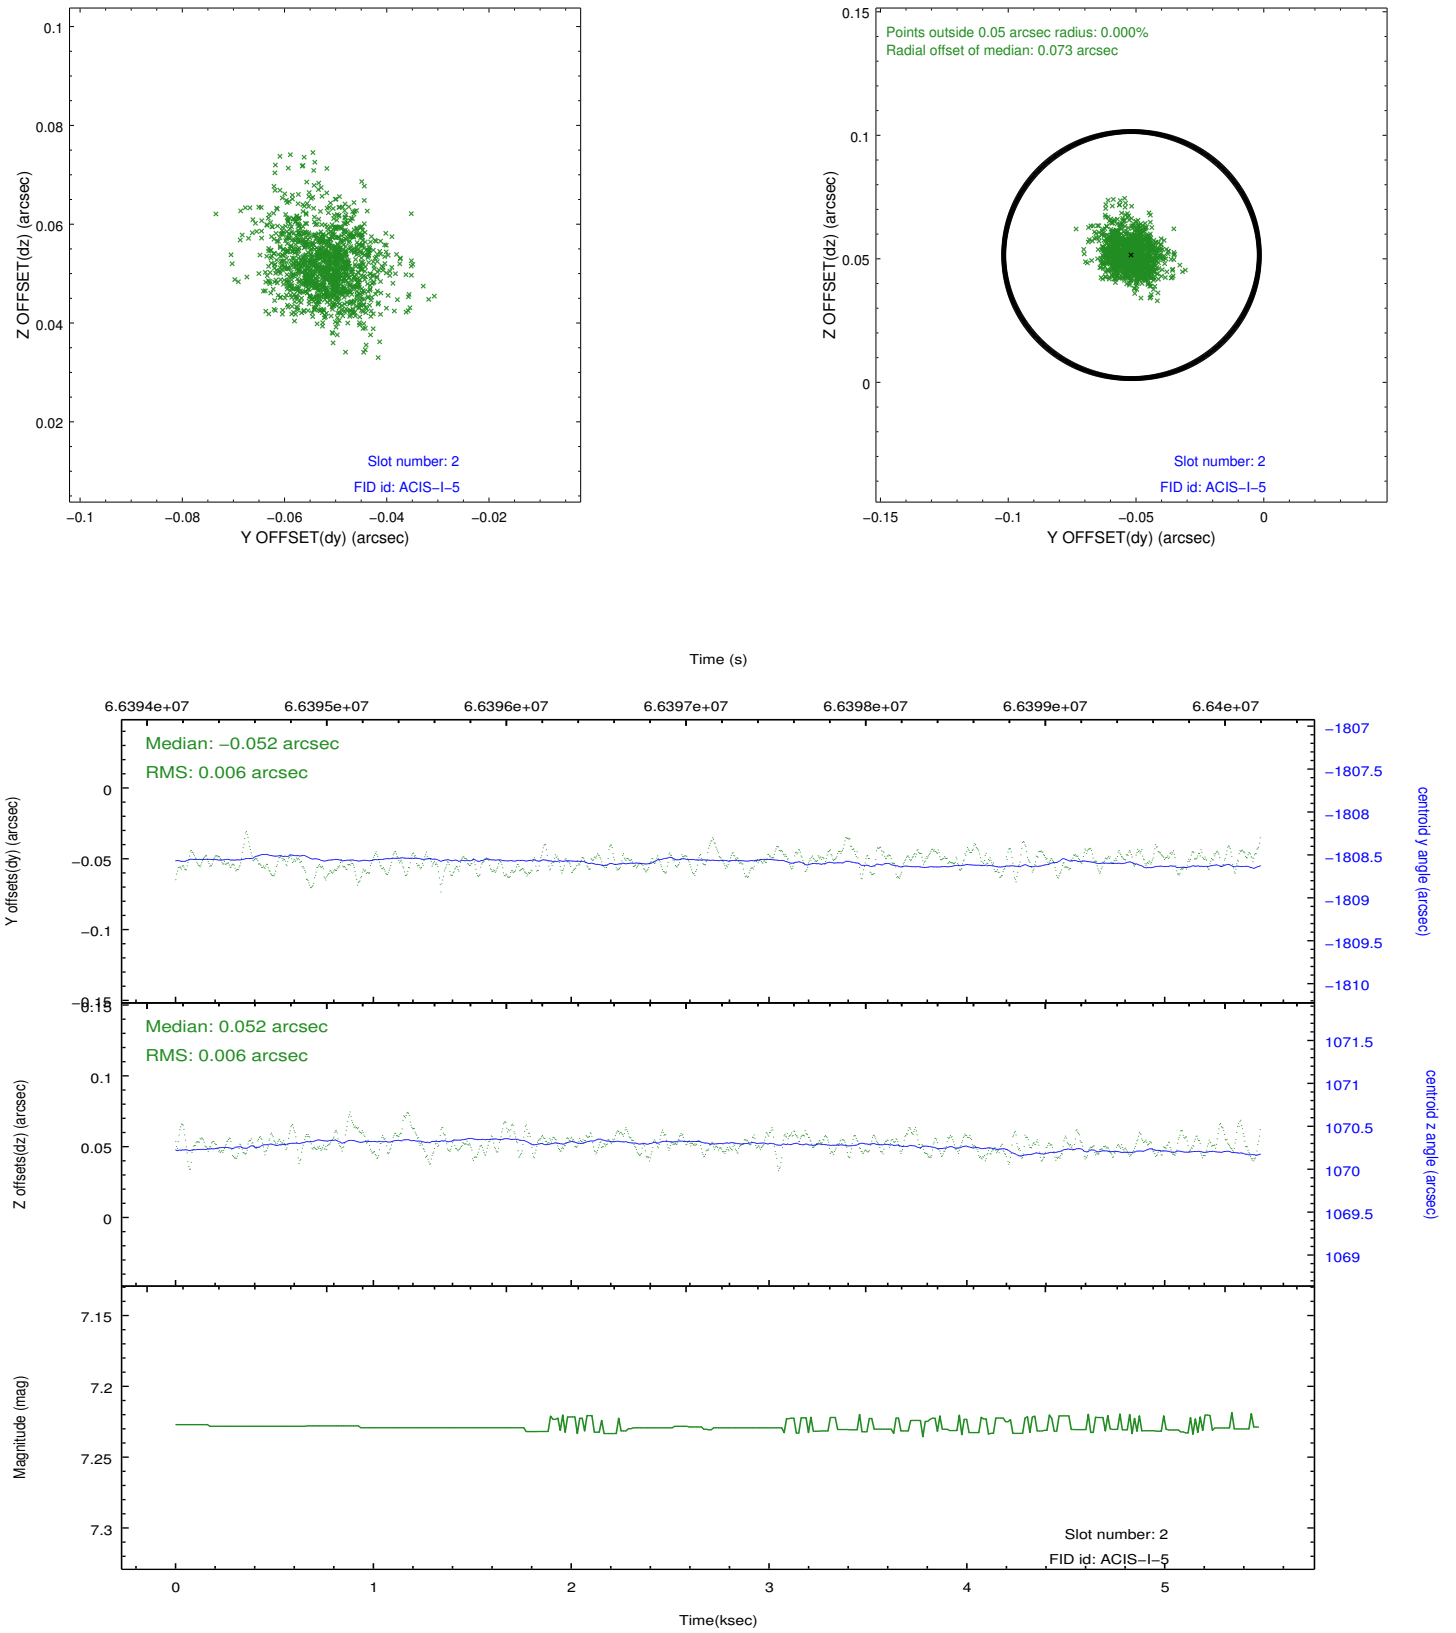 0.1
0.08
0.06
0.04
0.02
Z OFFSET(dz) (arcsec)
Slot number: 2
FID id: ACIS−I−5
−0.1 −0.08 −0.06 −0.04 −0.02
Y OFFSET(dy) (arcsec)
0.15
0.1
0.05
0
Z OFFSET(dz) (arcsec)
Points outside 0.05 arcsec radius: 0.000%
Radial offset of median: 0.073 arcsec
Slot number: 2
FID id: ACIS−I−5
−0.15 −0.1 −0.05 0
Y OFFSET(dy) (arcsec)
Time (s)
6.6394e+07 6.6395e+07 6.6396e+07 6.6397e+07 6.6398e+07 6.6399e+07 6.64e+07
Median: −0.052 arcsec
RMS: 0.006 arcsec
0
−0.05
−0.1
−0.15
Y offsets(dy) (arcsec)
−1807
−1807.5
−1808
−1808.5
−1809
−1809.5
−1810
centroid y angle (arcsec)
Median: 0.052 arcsec
RMS: 0.006 arcsec
0.15
0.1
0.05
0
Z offsets(dz) (arcsec)
1071.5
1071
1070.5
1070
1069.5
1069
centroid z angle (arcsec)
7.15
7.2
7.25
7.3
Magnitude (mag)
Slot number: 2
FID id: ACIS−I−5
0 1 2 3 4 5
Time(ksec)